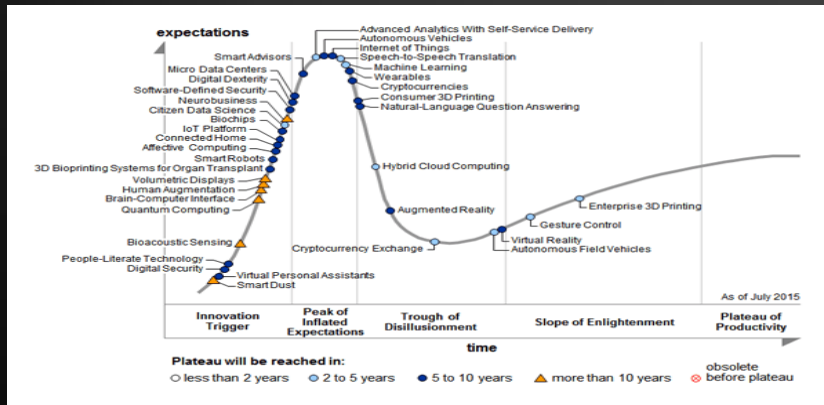 expectations
Advanced Analytics With Self-Service Delivery
Autonomous Vehicles
Internet of Things
Speech-to-Speech Translation
Machine Learning
Wearables
Cryptocurrencies
Consumer 3D Printing
Natural-Language Question Answering
Smart Advisors
Micro Data Centers
Digital Dexterity
Software-Defined Security
Neurobusiness
Citizen Data Science
Biochips
IoT Platform
Connected Home
Affective Computing
Smart Robots
3D Bioprinting Systems for Organ Transplant
Volumetric Displays
Human Augmentation
Brain-Computer Interface
Quantum Computing
Bioacoustic Sensing
People-Literate Technology
Digital Security
Virtual Personal Assistants
Smart Dust
Hybrid Cloud Computing
Augmented Reality
Cryptocurrency Exchange
Enterprise 3D Printing
Gesture Control
Virtual Reality
Autonomous Field Vehicles
As of July 2015
Innovation
Trigger
Peak of
Inflated
Expectations
Trough of
Disillusionment
Slope of Enlightenment
Plateau of
Productivity
time
Plateau will be reached in:
less than 2 years
2 to 5 years
5 to 10 years
more than 10 years
obsolete
before plateau